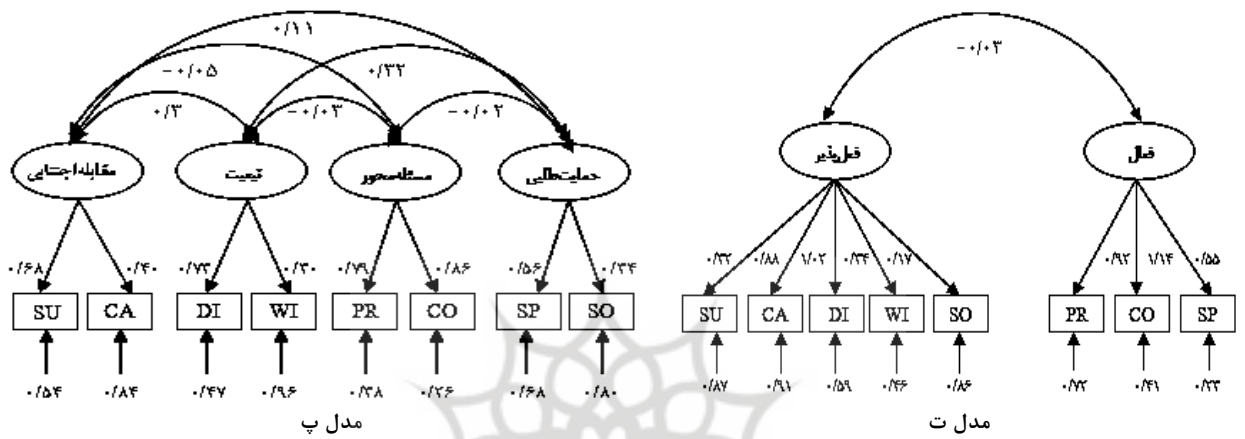 ۰/۱۱
-۰/۰۵
۰/۳۲
۰/۳
-۰/۰۳
-۰/۰۲
مقابله اجتنابی
تبعیت
مسئله محور
حمایت طلبی
۰/۶۸
۰/۴۰
۰/۷۳
۰/۳۰
۰/۷۹
۰/۸۶
۰/۵۶
۰/۳۴
SU CA DI WI PR CO SP SO
۰/۵۴ ۰/۸۴ ۰/۴۷ ۰/۹۶ ۰/۳۸ ۰/۲۶ ۰/۶۸ ۰/۸۰
مدل پ
-۰/۰۳
فعل‌پذیر
فعال
۰/۳۲
۰/۸۸
۱/۰۲
۰/۳۴
۰/۱۷
۰/۹۲
۱/۱۴
۰/۵۵
SU CA DI WI SO PR CO SP
۰/۸۷ ۰/۹۱ ۰/۵۹ ۰/۴۶ ۰/۸۶ ۰/۷۲ ۰/۴۱ ۰/۲۳
مدل ت